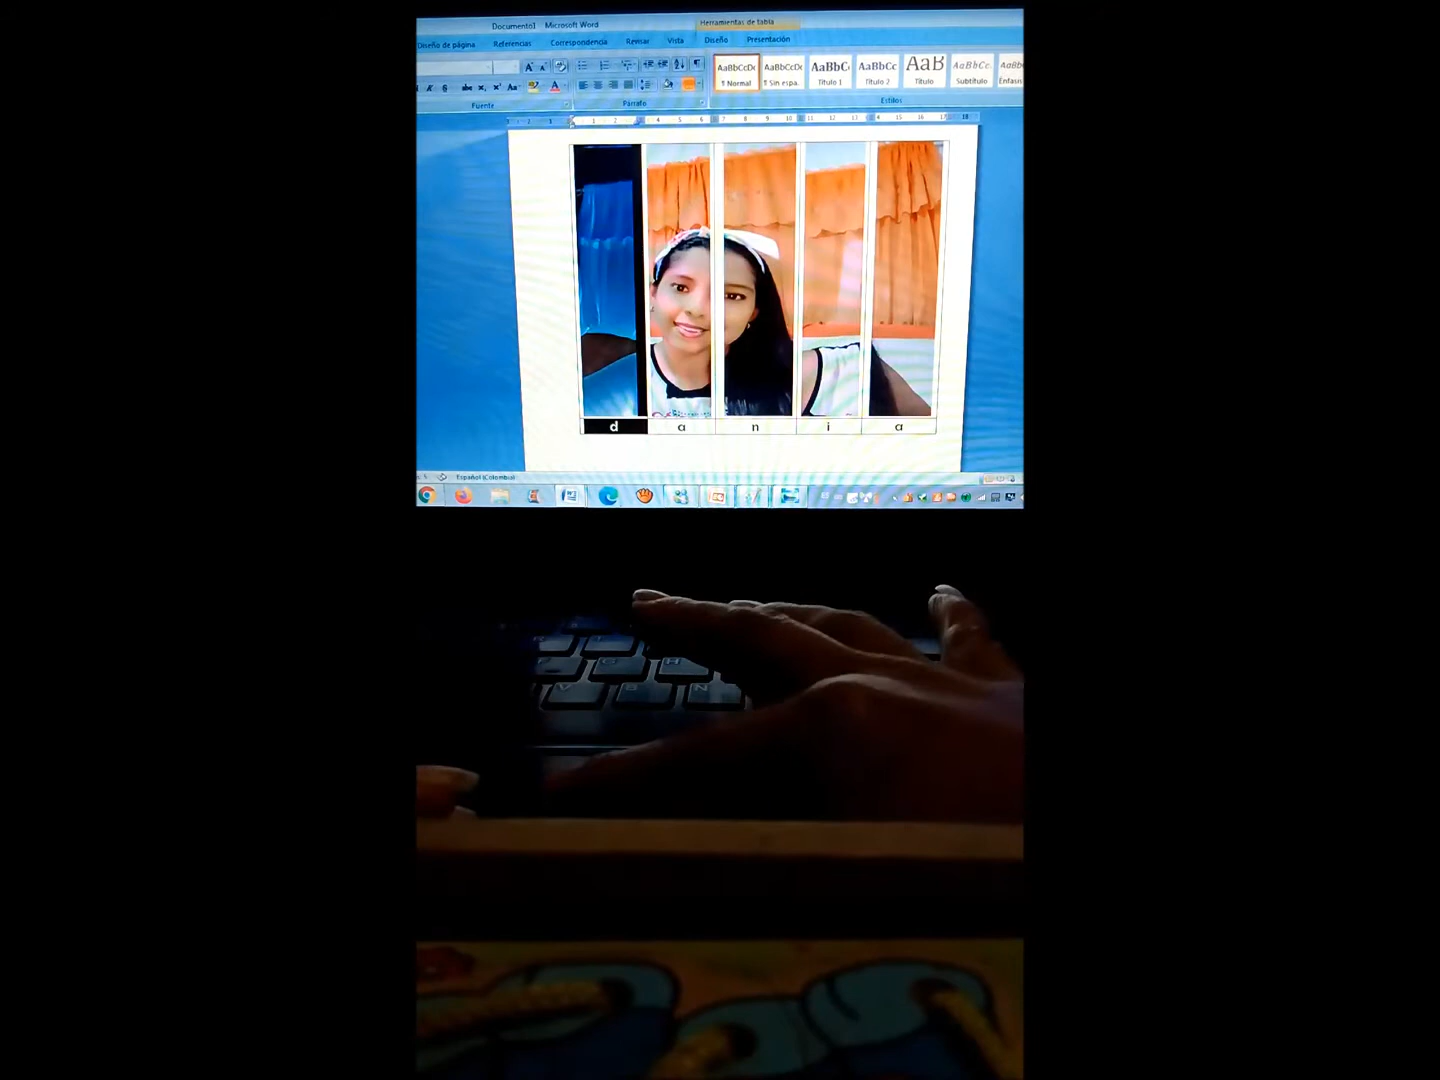 Documento1 Microsoft Word
Herramientas de tabla
Diseño de página Referencias Correspondencia Revisar Vista Diseño Presentación
AaBbCcDc AaBbCcDc AaBbC AaBbCc AaB AaBbCc. AaBb
¶ Normal ¶ Sin espa... Título 1 Título 2 Título Subtítulo Énfasis
Fuente Párrafo Estilos
d a n i a
Español (Colombia)
H
V B N